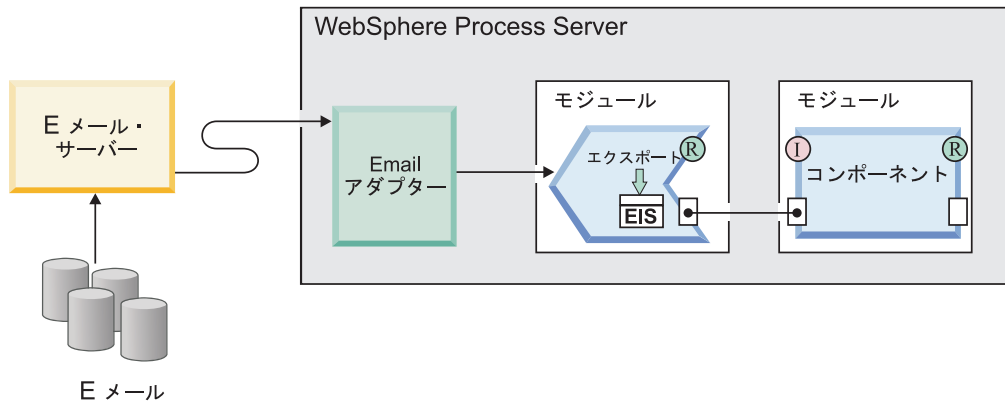 WebSphere Process Server
E メール・
サーバー
Email
アダプター
モジュール
エクスポート
R
EIS
モジュール
I
R
コンポーネント
E メール